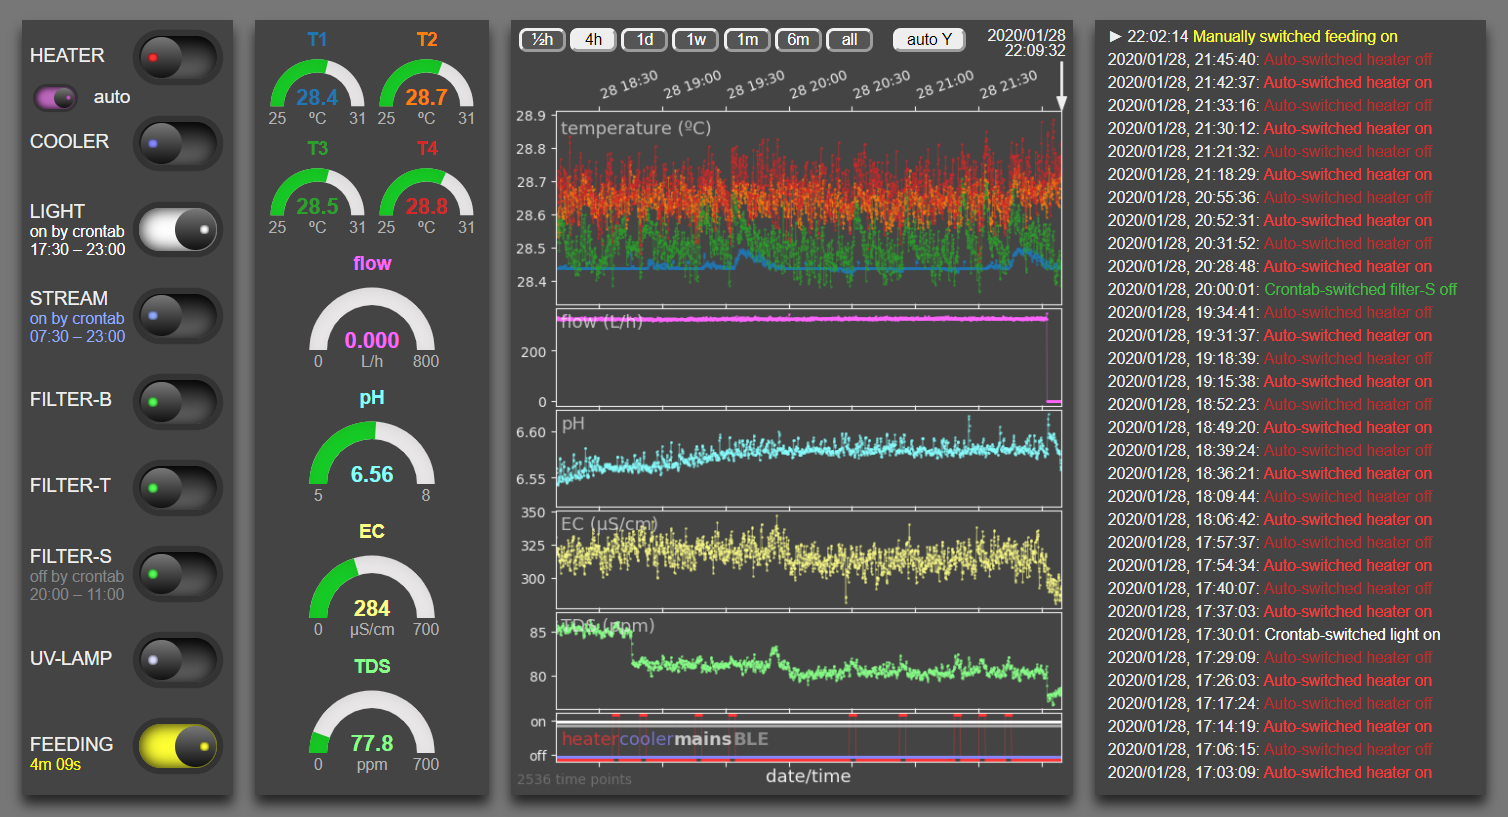 HEATER
auto
COOLER
LIGHT
on by crontab
17:30 – 23:00
STREAM
on by crontab
07:30 – 23:00
FILTER-B
FILTER-T
FILTER-S
off by crontab
20:00 – 11:00
UV-LAMP
FEEDING
4m 09s
T1 T2
28.4 28.7
25 ºC 31 25 ºC 31
T3 T4
28.5 28.8
25 ºC 31 25 ºC 31
flow
0.000
0 L/h 800
pH
6.56
5 8
EC
284
0 µS/cm 700
TDS
77.8
0 ppm 700
½h 4h 1d 1w 1m 6m all auto Y
2020/01/28
22:09:32
28 18:30 28 19:00 28 19:30 28 20:00 28 20:30 28 21:00 28 21:30
temperature (ºC)
28.9
28.8
28.7
28.6
28.5
28.4
flow (L/h)
200
0
pH
6.60
6.55
EC (µS/cm)
350
325
300
TDS (ppm)
85
80
on
heater cooler mains BLE
off
2536 time points
date/time
► 22:02:14 Manually switched feeding on
2020/01/28, 21:45:40: Auto-switched heater off
2020/01/28, 21:42:37: Auto-switched heater on
2020/01/28, 21:33:16: Auto-switched heater off
2020/01/28, 21:30:12: Auto-switched heater on
2020/01/28, 21:21:32: Auto-switched heater off
2020/01/28, 21:18:29: Auto-switched heater on
2020/01/28, 20:55:36: Auto-switched heater off
2020/01/28, 20:52:31: Auto-switched heater on
2020/01/28, 20:31:52: Auto-switched heater off
2020/01/28, 20:28:48: Auto-switched heater on
2020/01/28, 20:00:01: Crontab-switched filter-S off
2020/01/28, 19:34:41: Auto-switched heater off
2020/01/28, 19:31:37: Auto-switched heater on
2020/01/28, 19:18:39: Auto-switched heater off
2020/01/28, 19:15:38: Auto-switched heater on
2020/01/28, 18:52:23: Auto-switched heater off
2020/01/28, 18:49:20: Auto-switched heater on
2020/01/28, 18:39:24: Auto-switched heater off
2020/01/28, 18:36:21: Auto-switched heater on
2020/01/28, 18:09:44: Auto-switched heater off
2020/01/28, 18:06:42: Auto-switched heater on
2020/01/28, 17:57:37: Auto-switched heater off
2020/01/28, 17:54:34: Auto-switched heater on
2020/01/28, 17:40:07: Auto-switched heater off
2020/01/28, 17:37:03: Auto-switched heater on
2020/01/28, 17:30:01: Crontab-switched light on
2020/01/28, 17:29:09: Auto-switched heater off
2020/01/28, 17:26:03: Auto-switched heater on
2020/01/28, 17:17:24: Auto-switched heater off
2020/01/28, 17:14:19: Auto-switched heater on
2020/01/28, 17:06:15: Auto-switched heater off
2020/01/28, 17:03:09: Auto-switched heater on